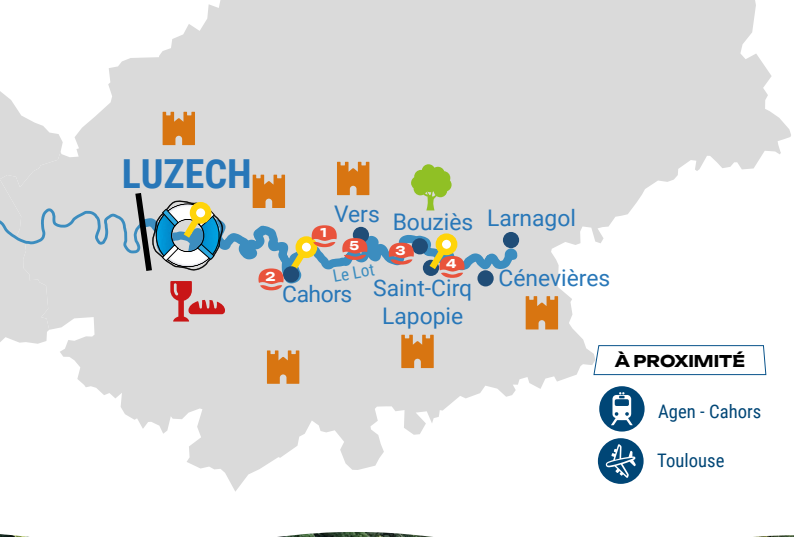 LUZECH
Vers
Bouziès
Larnagol
1
5
3
4
2
Le Lot
Cénevières
Cahors
Saint-Cirq
Lapopie
À PROXIMITÉ
Agen - Cahors
Toulouse